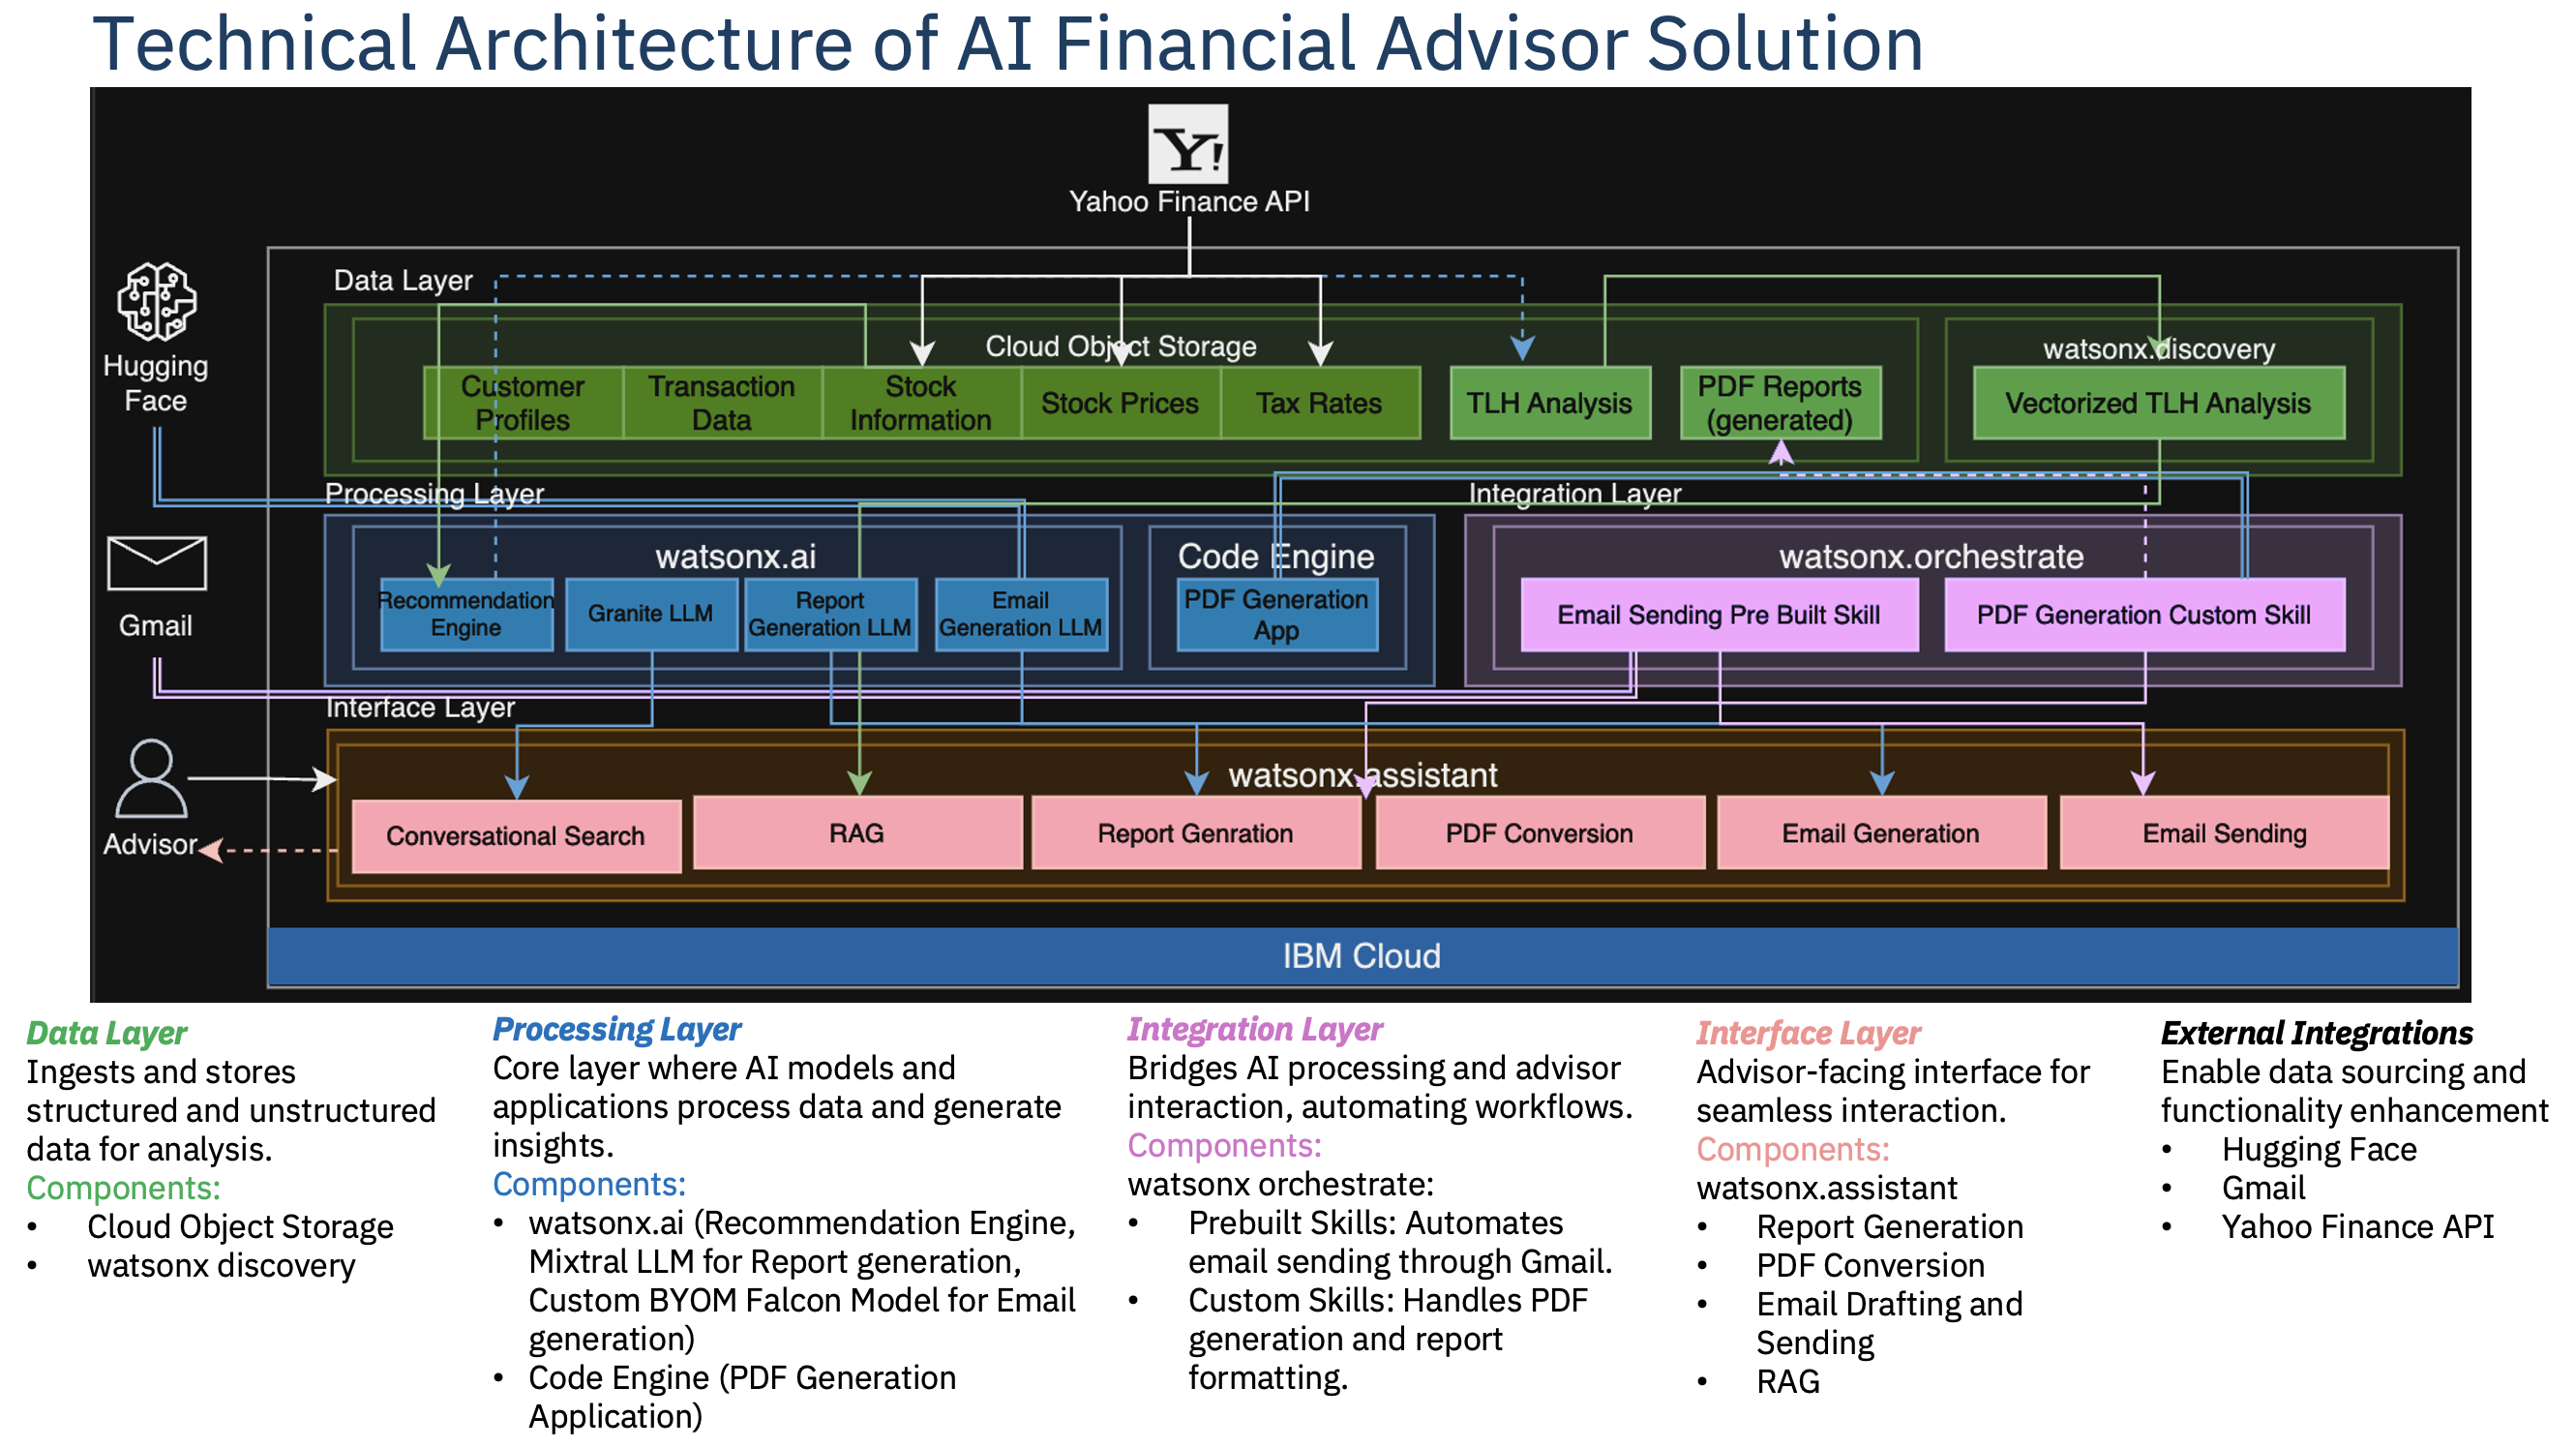 Technical Architecture of AI Financial Advisor Solution
Y!
Yahoo Finance API
Hugging
Face
Gmail
Advisor
Data Layer
Cloud Object Storage
Customer
Profiles
Transaction
Data
Stock
Information
Stock Prices
Tax Rates
TLH Analysis
PDF Reports
(generated)
watsonx.discovery
Vectorized TLH Analysis
Processing Layer
watsonx.ai
Recommendation
Engine
Granite LLM
Report
Generation LLM
Email
Generation LLM
Code Engine
PDF Generation
App
Integration Layer
watsonx.orchestrate
Email Sending Pre Built Skill
PDF Generation Custom Skill
Interface Layer
watsonx.assistant
Conversational Search
RAG
Report Genration
PDF Conversion
Email Generation
Email Sending
IBM Cloud
Data Layer
Ingests and stores
structured and unstructured
data for analysis.
Components:
• Cloud Object Storage
• watsonx discovery
Processing Layer
Core layer where AI models and
applications process data and generate
insights.
Components:
• watsonx.ai (Recommendation Engine,
Mixtral LLM for Report generation,
Custom BYOM Falcon Model for Email
generation)
• Code Engine (PDF Generation
Application)
Integration Layer
Bridges AI processing and advisor
interaction, automating workflows.
Components:
watsonx orchestrate:
• Prebuilt Skills: Automates
email sending through Gmail.
• Custom Skills: Handles PDF
generation and report
formatting.
Interface Layer
Advisor-facing interface for
seamless interaction.
Components:
watsonx.assistant
• Report Generation
• PDF Conversion
• Email Drafting and
Sending
• RAG
External Integrations
Enable data sourcing and
functionality enhancement
• Hugging Face
• Gmail
• Yahoo Finance API